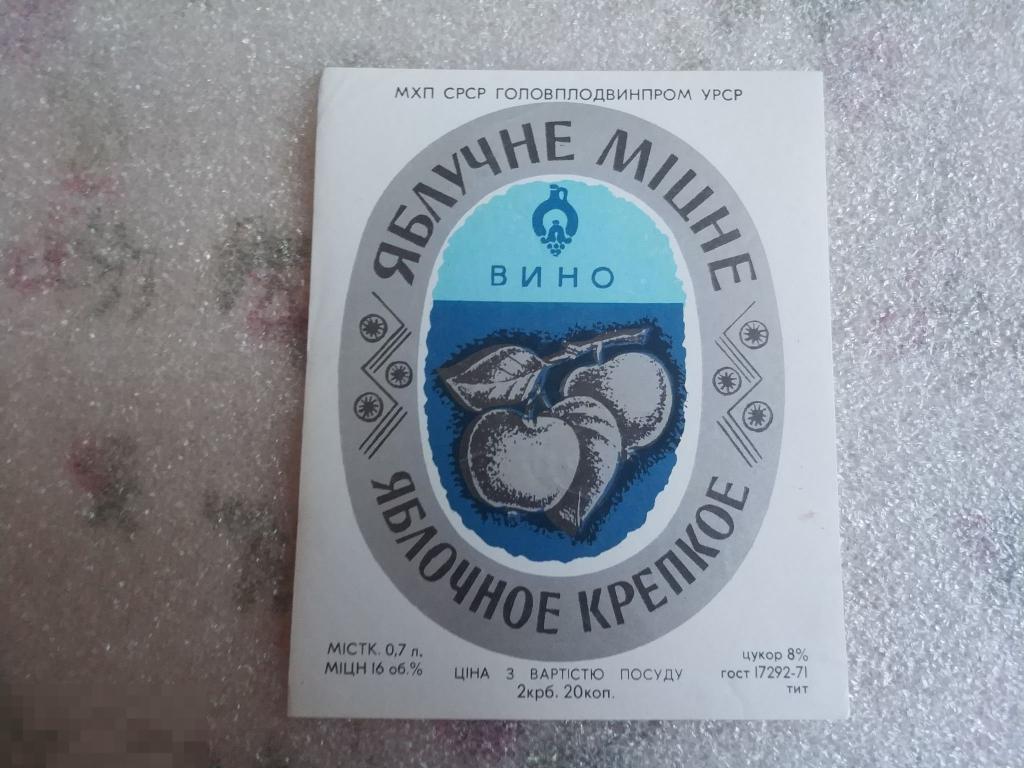 МХП СРСР ГОЛОВПЛОДВИНПРОМ УРСР
ЯБЛУЧНЕ МІЦНЕ
ВИНО
ЯБЛОЧНОЕ КРЕПКОЕ
МІСТК. 0,7 л.
МІЦН 16 об.%
ЦІНА З ВАРТІСТЮ ПОСУДУ
2крб. 20коп.
цукор 8%
гост 17292-71
тит